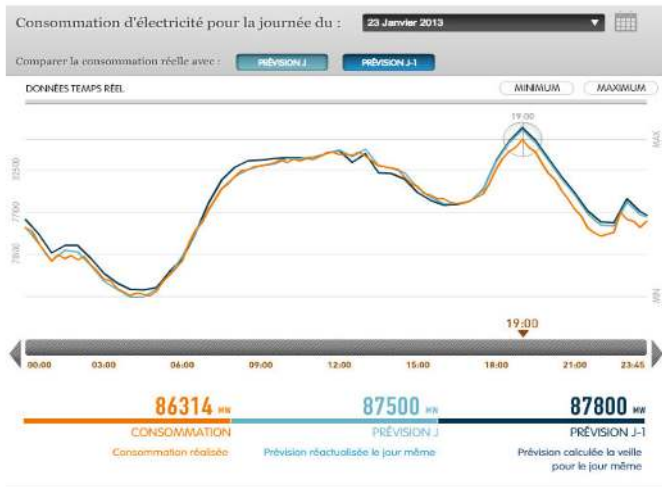 Consommation d'électricité pour la journée du :
23 Janvier 2013
Comparer la consommation réelle avec :
PRÉVISION J
PRÉVISION J-1
DONNÉES TEMPS RÉEL
MINIMUM
MAXIMUM
19:00
MAX
82500
MIN
19:00
00:00 03:00 06:00 09:00 12:00 15:00 18:00 21:00 23:45
86314 MW
87500 MW
87800 MW
CONSOMMATION
PRÉVISION J
PRÉVISION J-1
Consommation réalisée
Prévision réactualisée le jour même
Prévision calculée la veille
pour le jour même